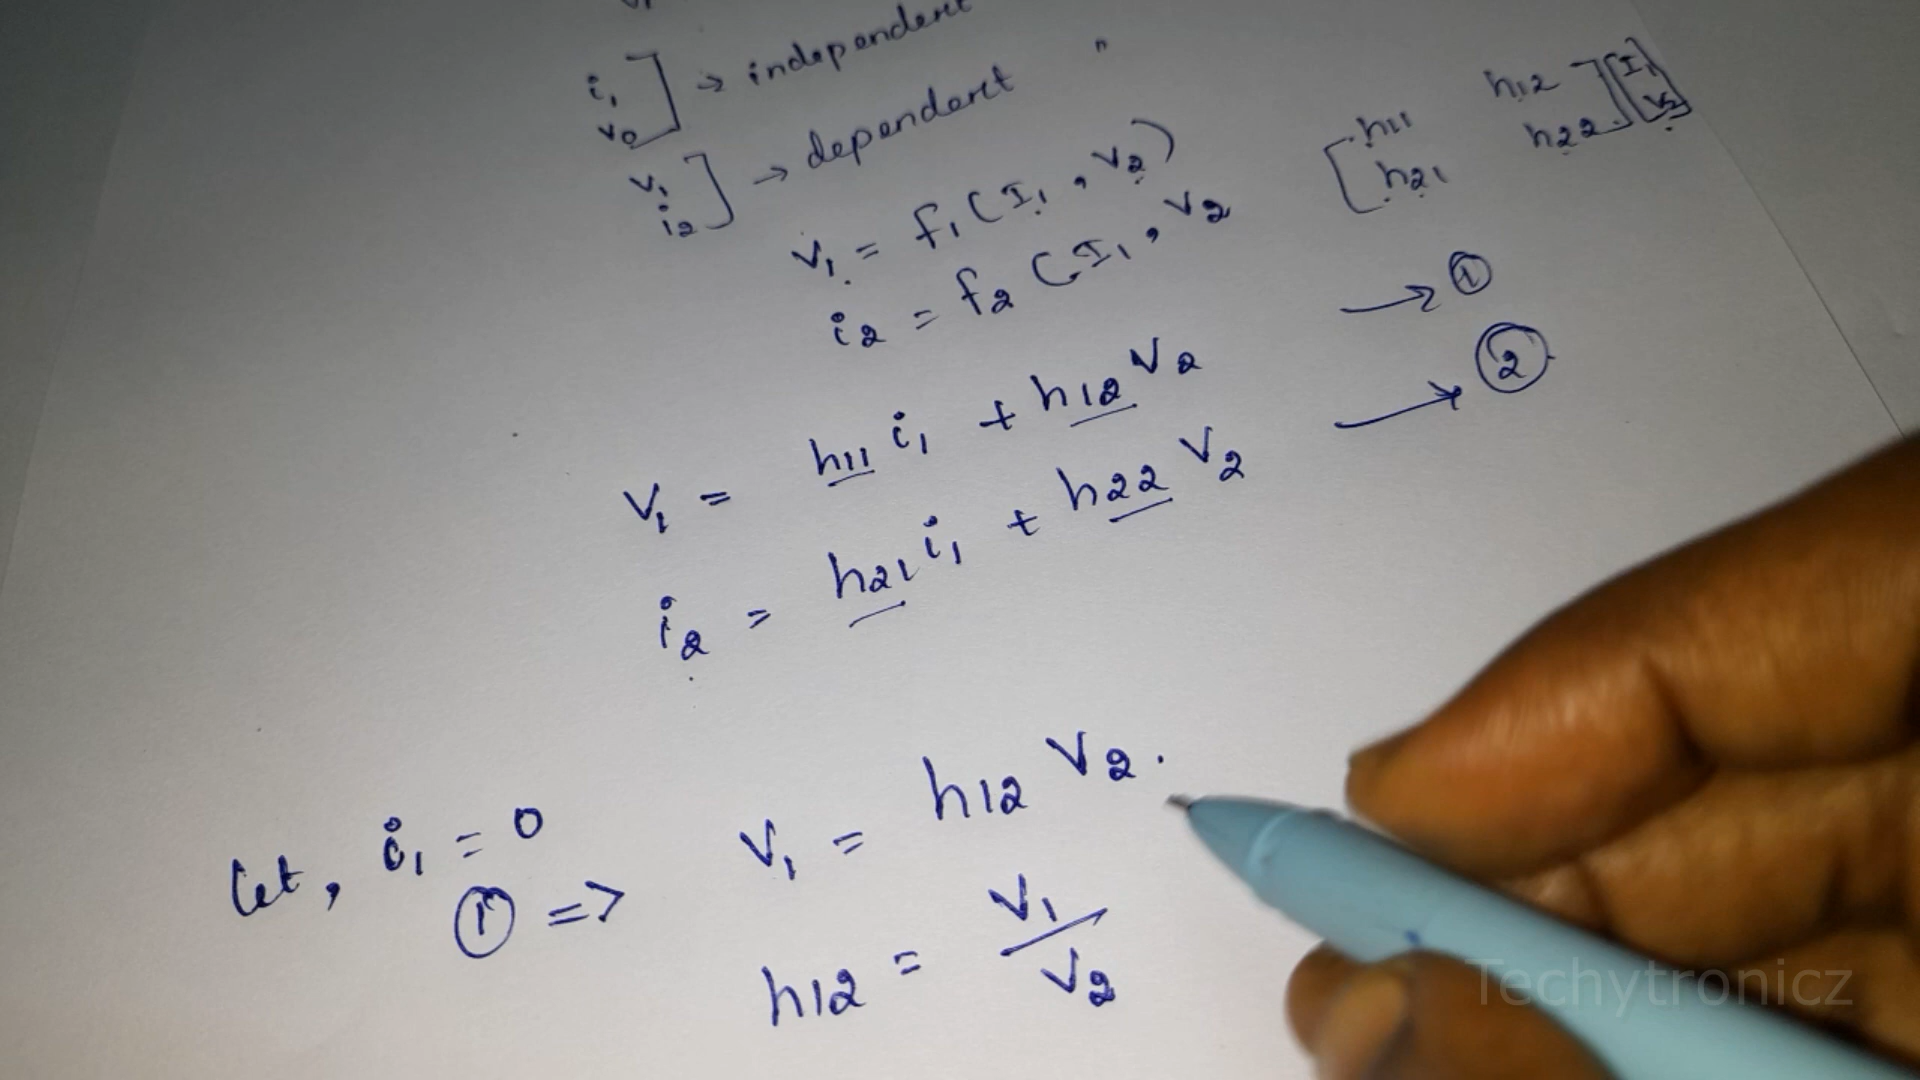 i₁ ] → independent
v₀
v₁ ] → dependent "
i₂
V₁ = f₁ (I₁, V₂)
i₂ = f₂ (I₁, V₂
[ h11 h12 ] [ I₁
h21 h22 V₂ ]
V₁ = h11 i₁ + h12 V₂ → ①
i₂ = h21 i₁ + h22 V₂ → ②
let, i₁ = 0
① => V₁ = h12 V₂.
h12 = V₁ / V₂
Techytronicz